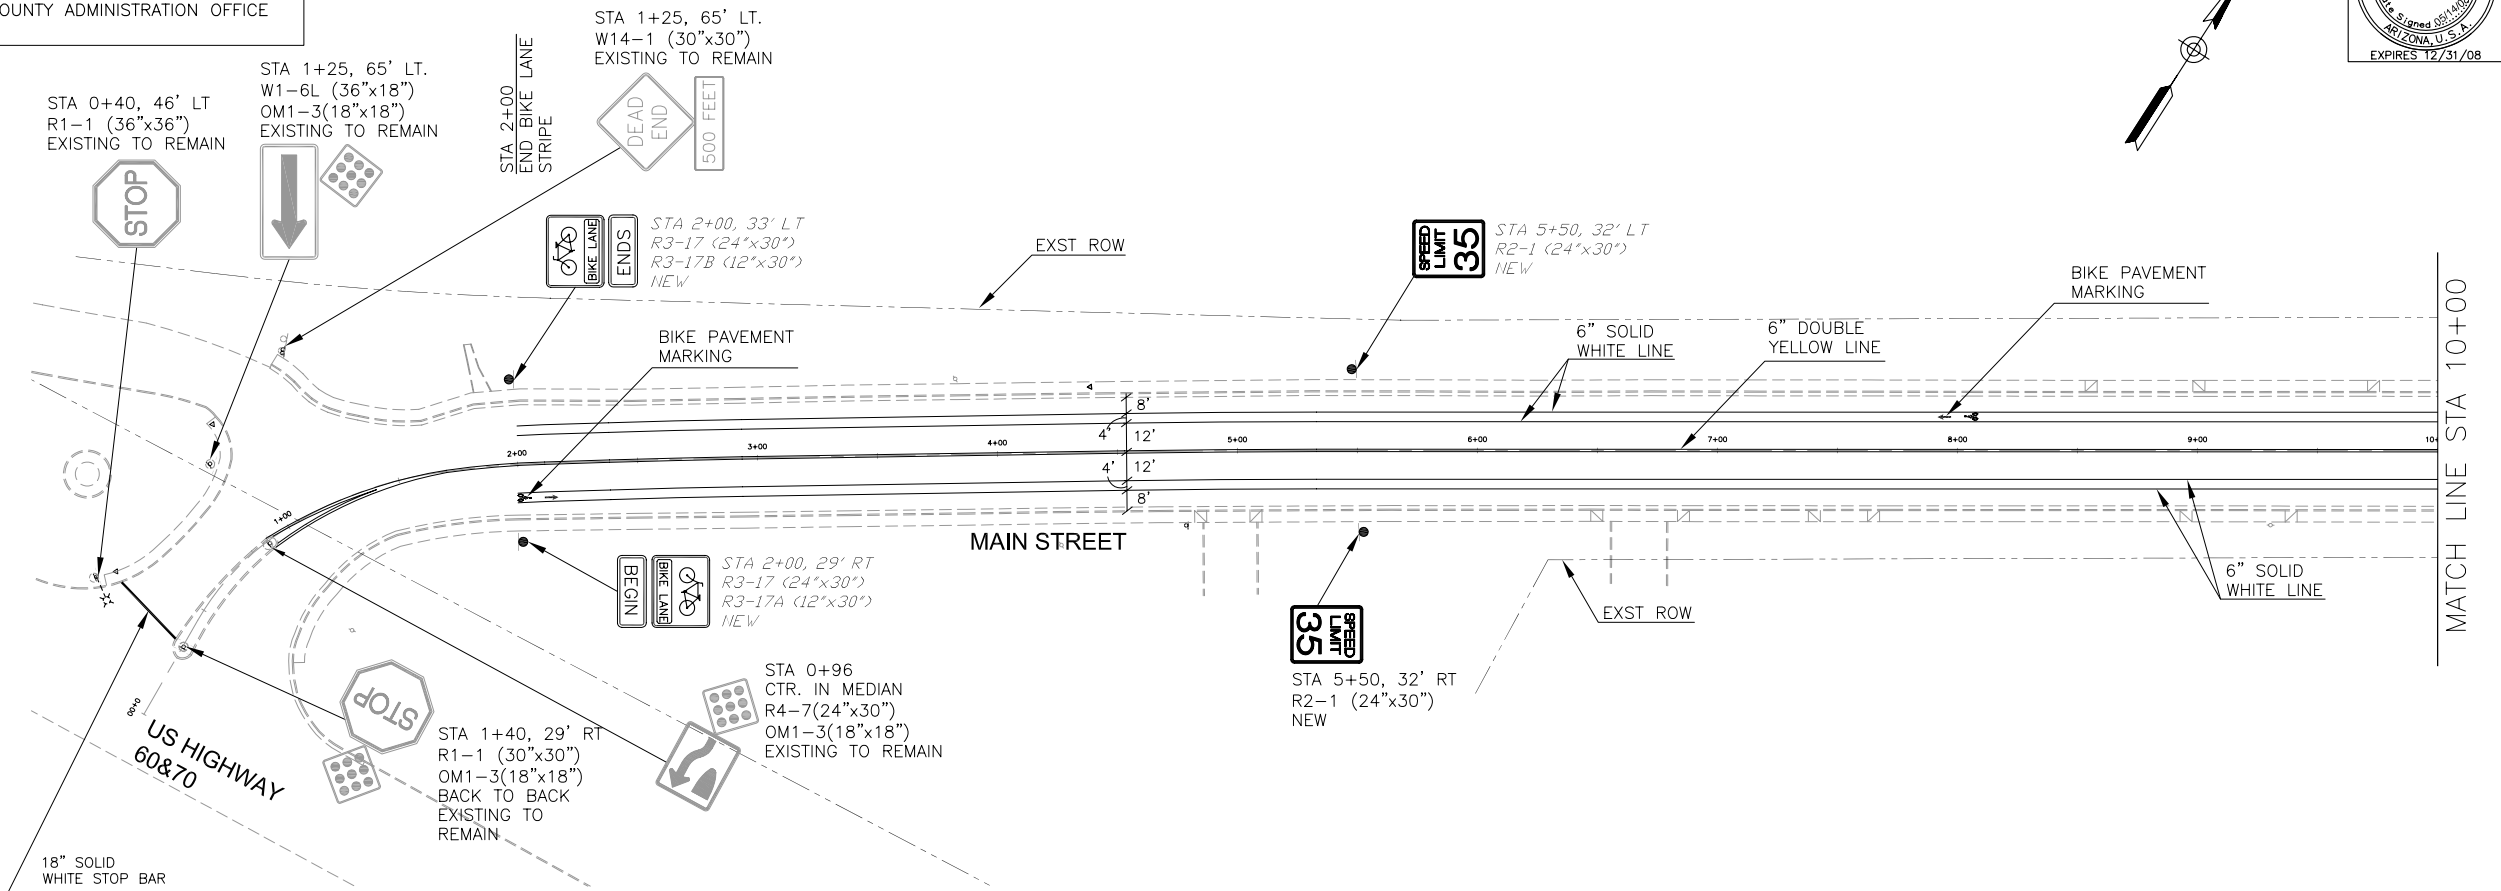 OUNTY ADMINISTRATION OFFICE
STA 0+40, 46' LT
R1-1 (36"x36")
EXISTING TO REMAIN
STOP
STA 1+25, 65' LT.
W1-6L (36"x18")
OM1-3(18"x18")
EXISTING TO REMAIN
STA 2+00
END BIKE LANE
STRIPE
STA 1+25, 65' LT.
W14-1 (30"x30")
EXISTING TO REMAIN
DEAD
END
500 FEET
Signed 05/14/0
ARIZONA, U.S.A.
EXPIRES 12/31/08
BIKE LANE
ENDS
STA 2+00, 33' LT
R3-17 (24"x30")
R3-17B (12"x30")
NEW
EXST ROW
SPEED
LIMIT
35
STA 5+50, 32' LT
R2-1 (24"x30")
NEW
BIKE PAVEMENT
MARKING
BIKE PAVEMENT
MARKING
6" SOLID
WHITE LINE
6" DOUBLE
YELLOW LINE
MATCH LINE STA 10+00
8'
4'
12'
12'
4'
8'
0+00
1+00
2+00
3+00
4+00
5+00
6+00
7+00
8+00
9+00
10+
MAIN STREET
BEGIN
BIKE LANE
STA 2+00, 29' RT
R3-17 (24"x30")
R3-17A (12"x30")
NEW
6" SOLID
WHITE LINE
EXST ROW
SPEED
LIMIT
35
STA 5+50, 32' RT
R2-1 (24"x30")
NEW
STOP
STA 1+40, 29' RT
R1-1 (30"x30")
OM1-3(18"x18")
BACK TO BACK
EXISTING TO
REMAIN
STA 0+96
CTR. IN MEDIAN
R4-7(24"x30")
OM1-3(18"x18")
EXISTING TO REMAIN
US HIGHWAY
60&70
18" SOLID
WHITE STOP BAR